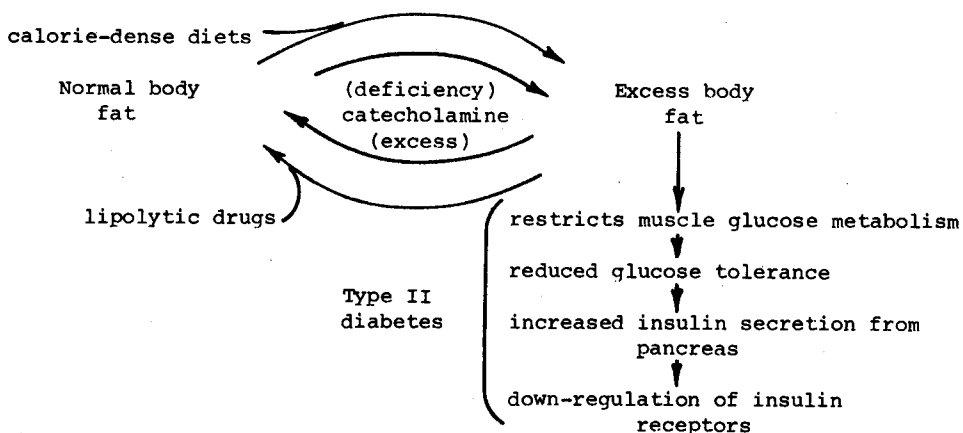 calorie-dense diets
Normal body
fat
(deficiency)
catecholamine
(excess)
Excess body
fat
lipolytic drugs
restricts muscle glucose metabolism
reduced glucose tolerance
Type II
diabetes
increased insulin secretion from
pancreas
down-regulation of insulin
receptors